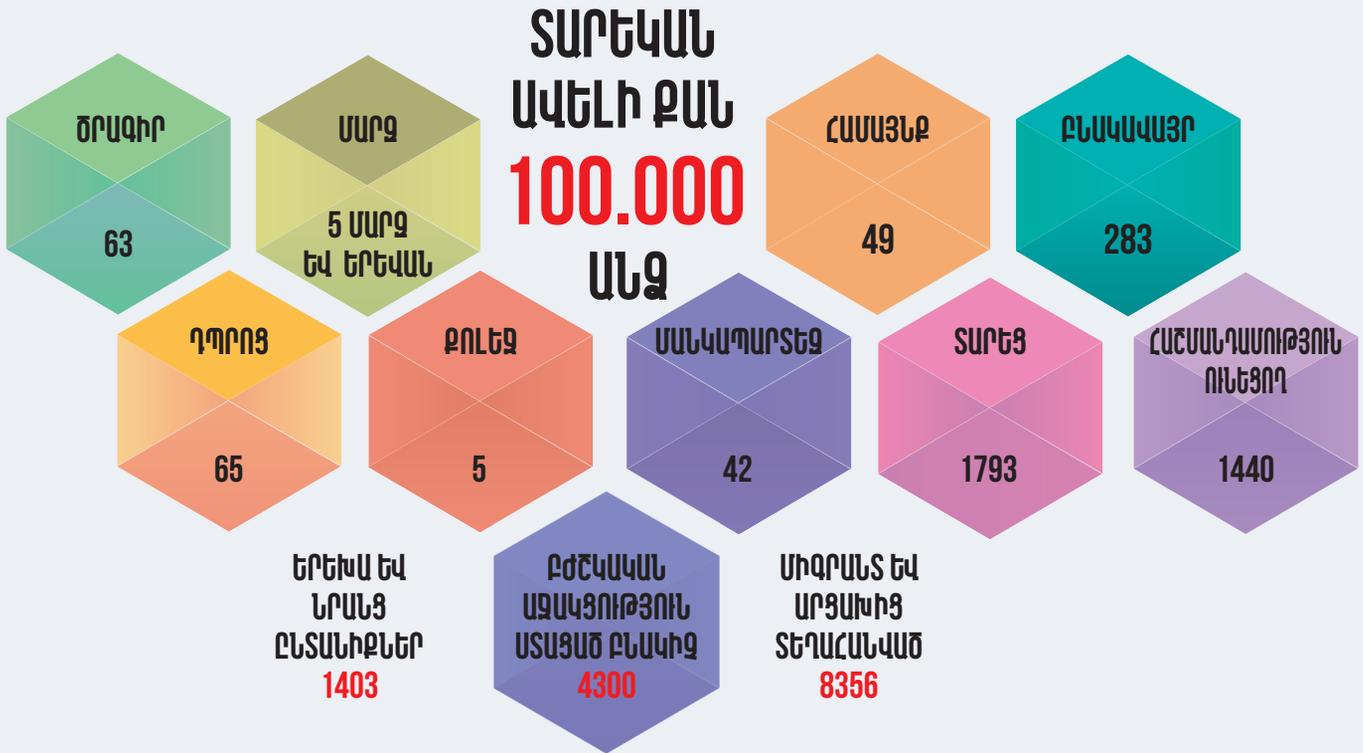 ՏԱՐԵԿԱՆ
ԱՎԵԼԻ ՔԱՆ
100.000
ԱՆՁ
ԾՐԱԳԻՐ
63
ՄԱՐԶ
5 ՄԱՐԶ
ԵՎ ԵՐԵՎԱՆ
ՀԱՄԱՅՆՔ
49
ԲՆԱԿԱՎԱՅՐ
283
ԴՊՐՈՑ
65
ՔՈԼԵՋ
5
ՄԱՆԿԱՊԱՐՏԵԶ
42
ՏԱՐԵՑ
1793
ՀԱՇՄԱՆԴԱՄՈՒԹՅՈՒՆ
ՈՒՆԵՑՈՂ
1440
ԵՐԵԽԱ ԵՎ
ՆՐԱՆՑ
ԸՆՏԱՆԻՔՆԵՐ
1403
ԲԺՇԿԱԿԱՆ
ԱՋԱԿՑՈՒԹՅՈՒՆ
ՍՏԱՑԱԾ ԲՆԱԿԻՉ
4300
ՄԻԳՐԱՆՏ ԵՎ
ԱՐՑԱԽԻՑ
ՏԵՂԱՀԱՆՎԱԾ
8356